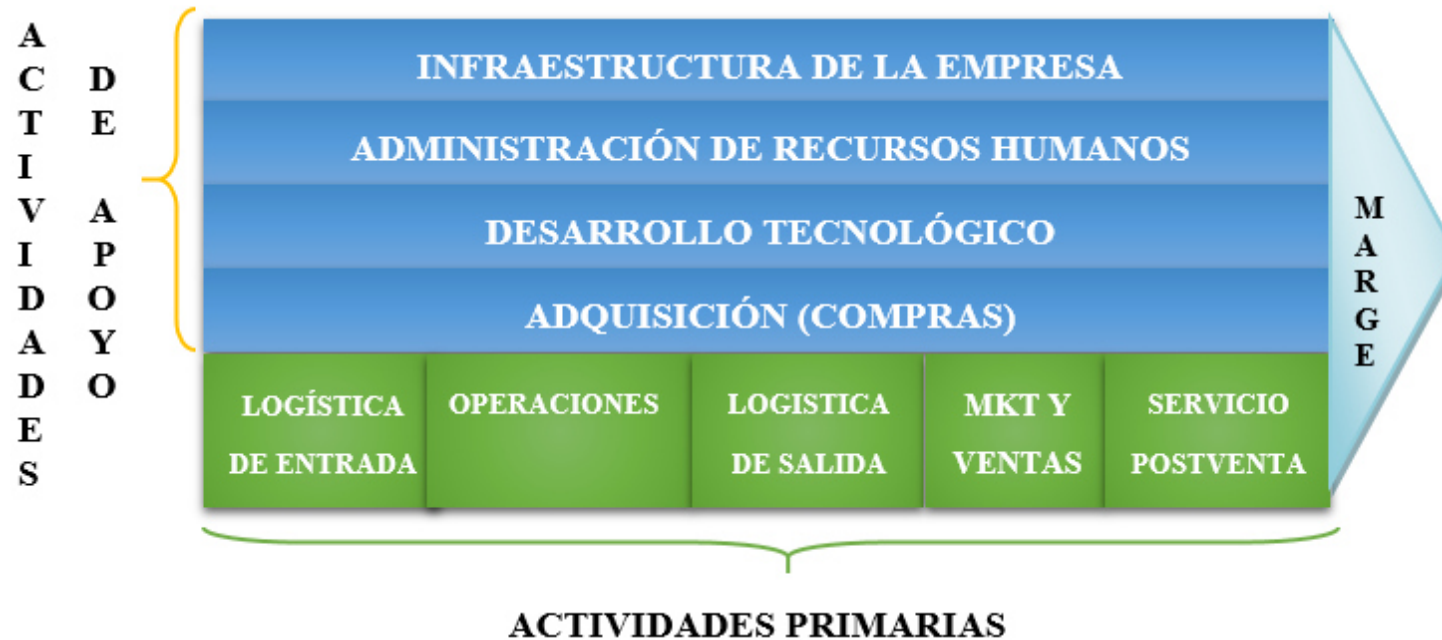 ACTIVIDADES
DE APOYO
INFRAESTRUCTURA DE LA EMPRESA
ADMINISTRACIÓN DE RECURSOS HUMANOS
DESARROLLO TECNOLÓGICO
ADQUISICIÓN (COMPRAS)
LOGÍSTICA
DE ENTRADA
OPERACIONES
LOGISTICA
DE SALIDA
MKT Y
VENTAS
SERVICIO
POSTVENTA
MARGE
ACTIVIDADES PRIMARIAS